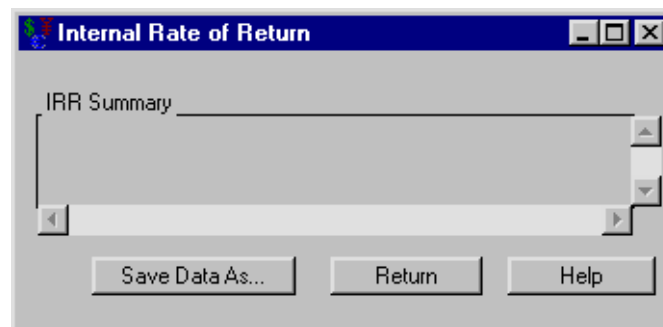 Internal Rate of Return
IRR Summary
Save Data As...
Return
Help